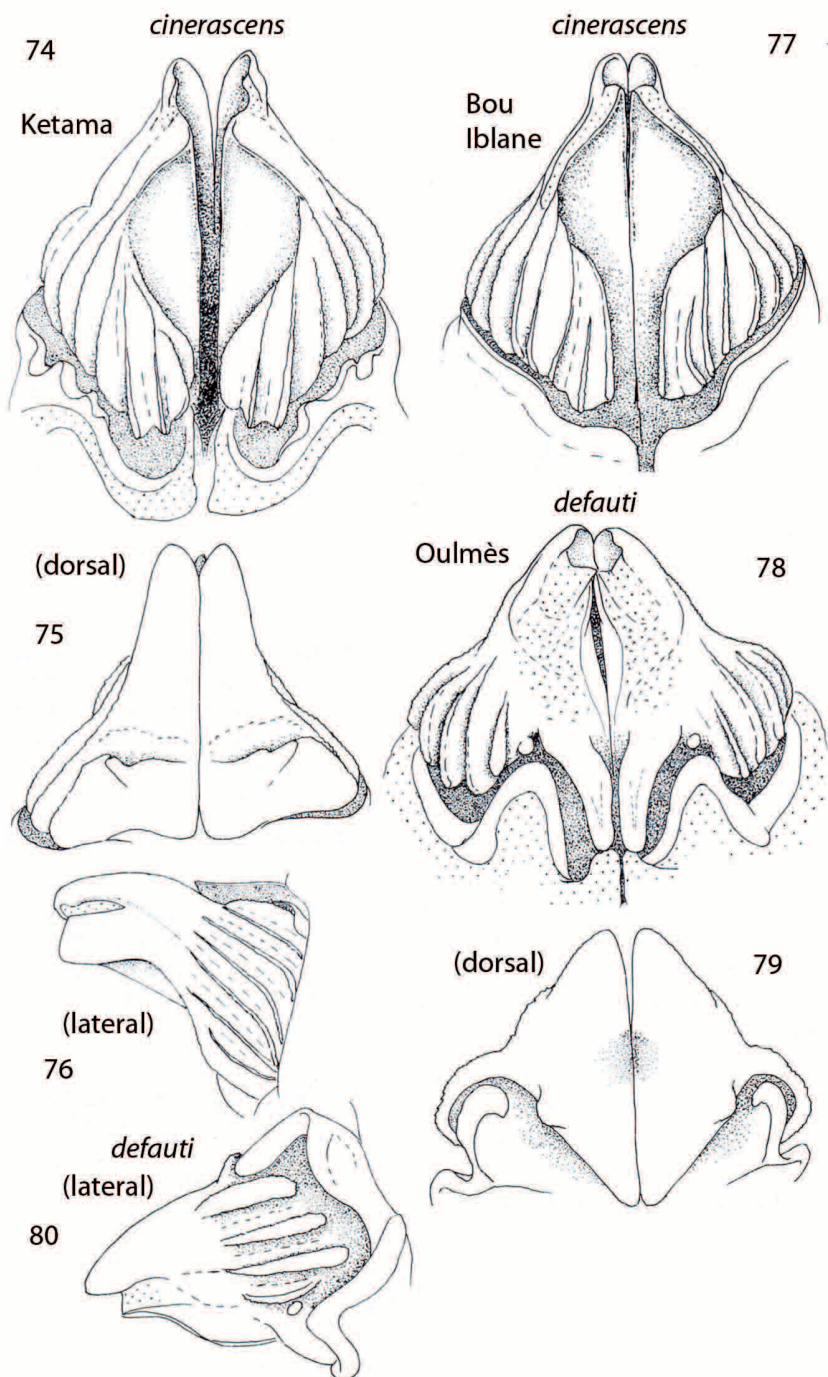 cinerascens
74
Ketama
cinerascens
77
Bou
Iblane
(dorsal)
75
defauti
Oulmès
78
(lateral)
76
(dorsal)
79
defauti
(lateral)
80